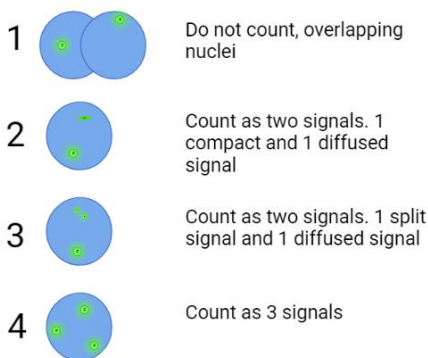 1
Do not count, overlapping
nuclei
2
Count as two signals. 1
compact and 1 diffused
signal
3
Count as two signals. 1 split
signal and 1 diffused signal
4
Count as 3 signals